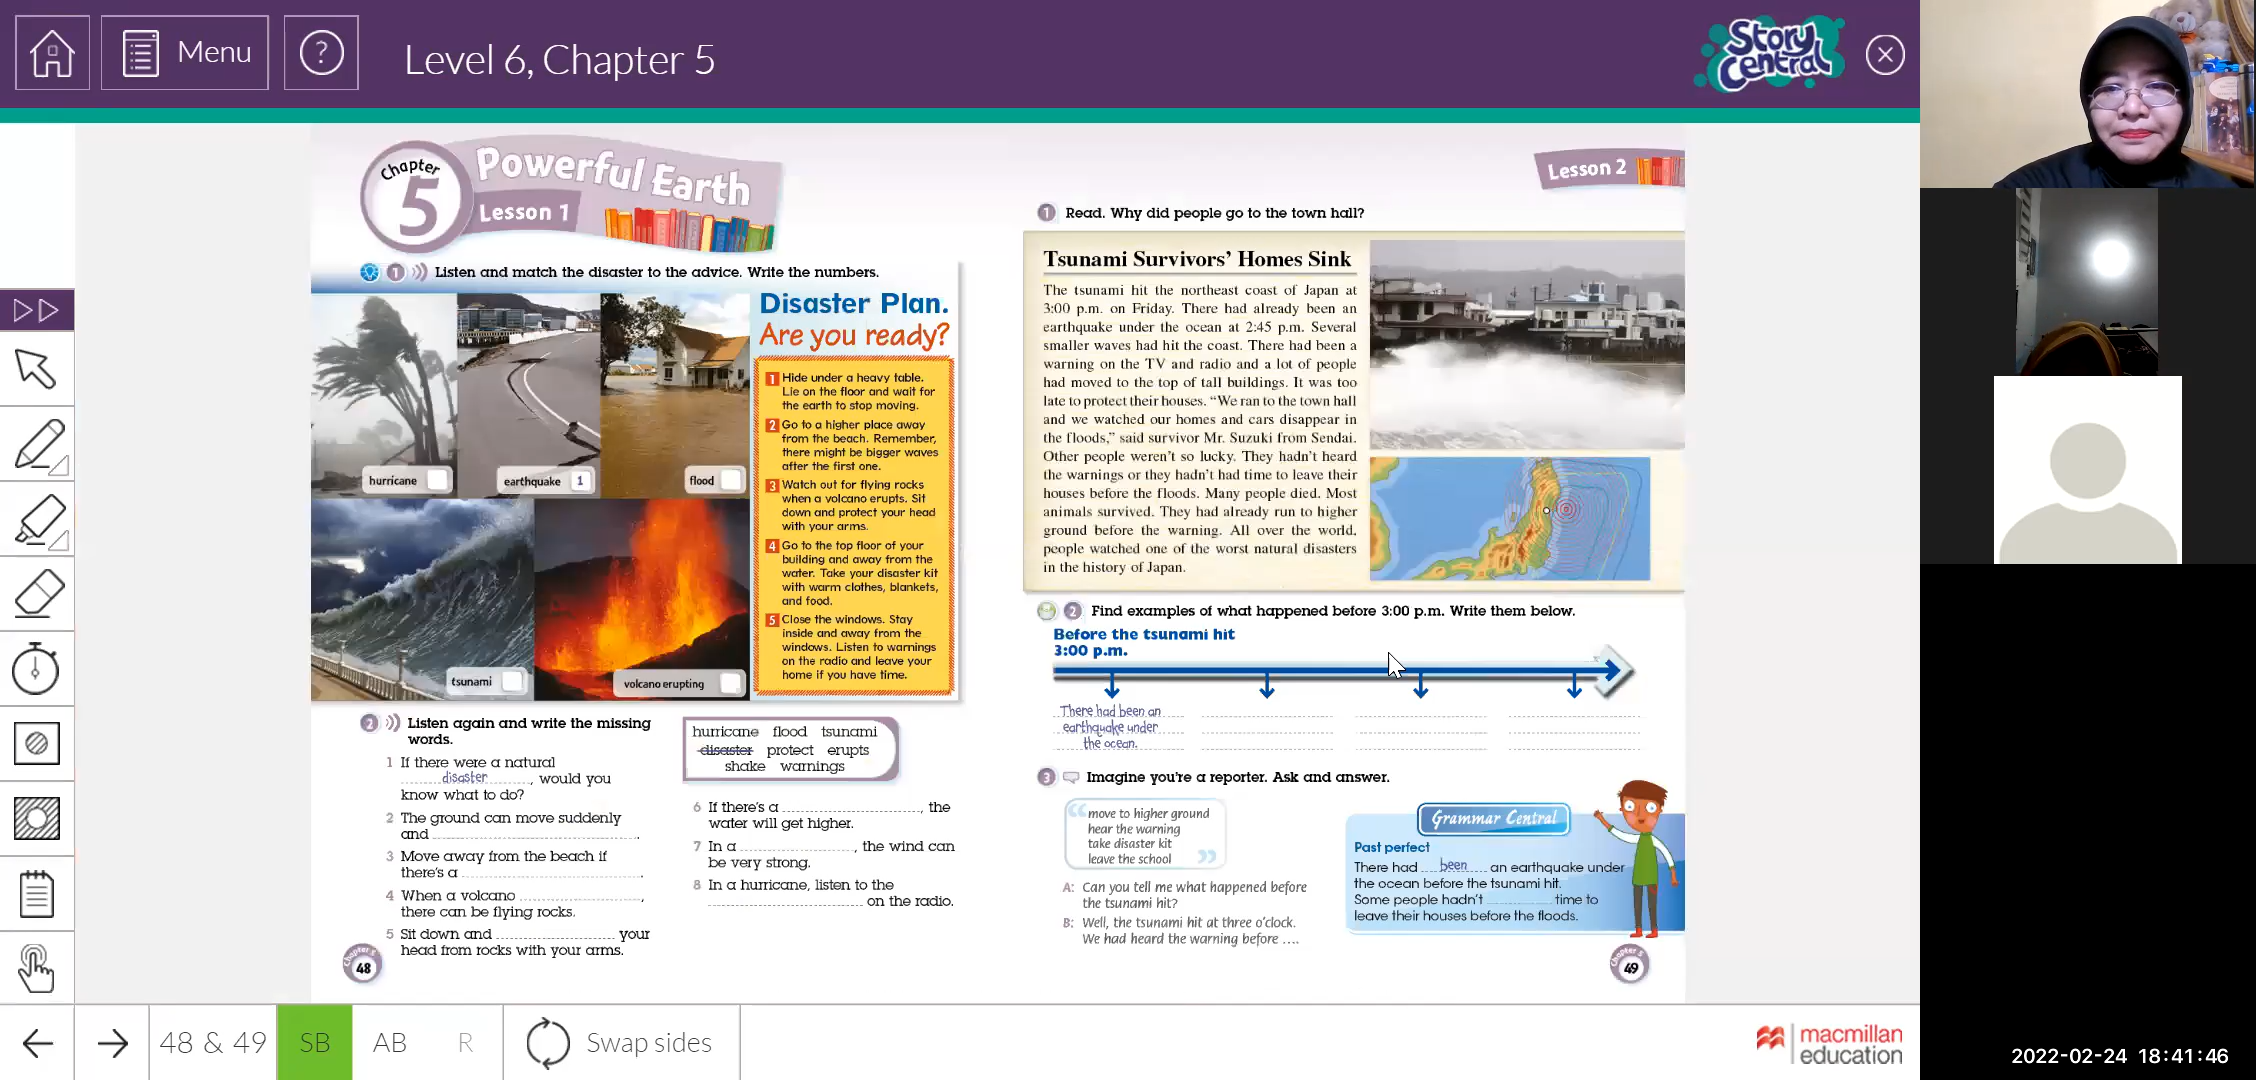 Menu
?
Level 6, Chapter 5
Story
Central
Chapter
5
Powerful Earth
Lesson 1
1 Listen and match the disaster to the advice. Write the numbers.
hurricane
earthquake 1
flood
tsunami
volcano erupting
Disaster Plan.
Are you ready?
1 Hide under a heavy table.
Lie on the floor and wait for
the earth to stop moving.
2 Go to a higher place away
from the beach. Remember,
there might be bigger waves
after the first one.
3 Watch out for flying rocks
when a volcano erupts. Sit
down and protect your head
with your arms.
4 Go to the top floor of your
building and away from the
water. Take your disaster kit
with warm clothes, blankets,
and food.
5 Close the windows. Stay
inside and away from the
windows. Listen to warnings
on the radio and leave your
home if you have time.
2 Listen again and write the missing
words.
hurricane flood tsunami
disaster protect erupts
shake warnings
1 If there were a natural
disaster, would you
know what to do?
2 The ground can move suddenly
and .
3 Move away from the beach if
there's a .
4 When a volcano ,
there can be flying rocks.
5 Sit down and your
head from rocks with your arms.
6 If there's a , the
water will get higher.
7 In a , the wind can
be very strong.
8 In a hurricane, listen to the
on the radio.
Chapter 5
48
Lesson 2
1 Read. Why did people go to the town hall?
Tsunami Survivors' Homes Sink
The tsunami hit the northeast coast of Japan at
3:00 p.m. on Friday. There had already been an
earthquake under the ocean at 2:45 p.m. Several
smaller waves had hit the coast. There had been a
warning on the TV and radio and a lot of people
had moved to the top of tall buildings. It was too
late to protect their houses. "We ran to the town hall
and we watched our homes and cars disappear in
the floods," said survivor Mr. Suzuki from Sendai.
Other people weren't so lucky. They hadn't heard
the warnings or they hadn't had time to leave their
houses before the floods. Many people died. Most
animals survived. They had already run to higher
ground before the warning. All over the world,
people watched one of the worst natural disasters
in the history of Japan.
2 Find examples of what happened before 3:00 p.m. Write them below.
Before the tsunami hit
3:00 p.m.
There had been an
earthquake under
the ocean.
3 Imagine you're a reporter. Ask and answer.
move to higher ground
hear the warning
take disaster kit
leave the school
A: Can you tell me what happened before
the tsunami hit?
B: Well, the tsunami hit at three o'clock.
We had heard the warning before ....
Grammar Central
Past perfect
There had been an earthquake under
the ocean before the tsunami hit.
Some people hadn't time to
leave their houses before the floods.
Chapter 5
49
48 & 49
SB
AB
R
Swap sides
macmillan
education
2022-02-24 18:41:46